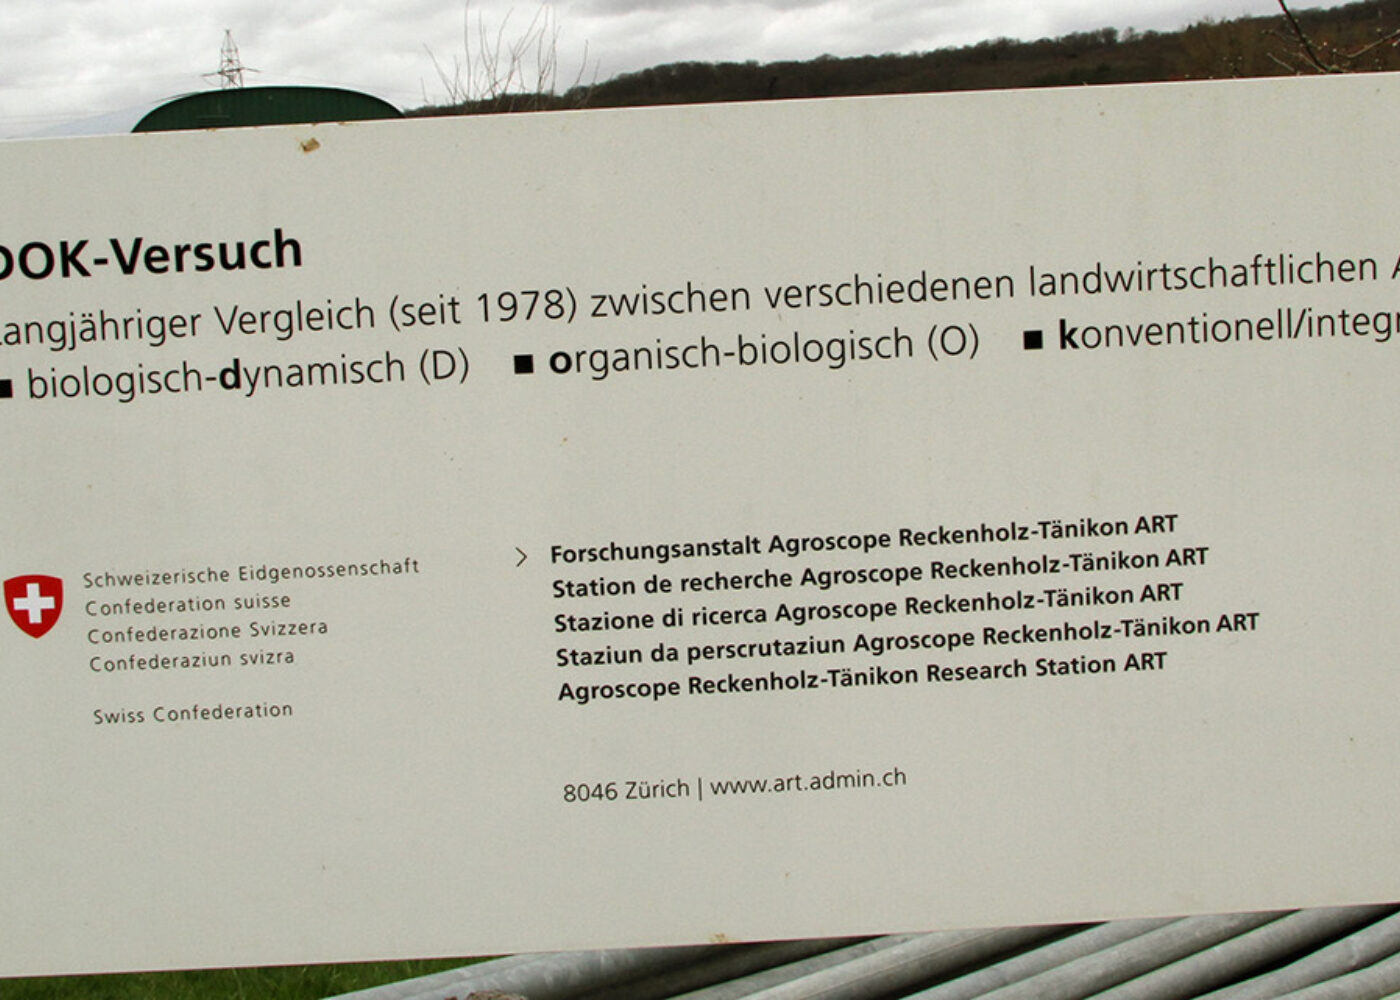 DOK-Versuch
Langjähriger Vergleich (seit 1978) zwischen verschiedenen landwirtschaftlichen A
■ biologisch-dynamisch (D) ■ organisch-biologisch (O) ■ konventionell/integr
Schweizerische Eidgenossenschaft
Confederation suisse
Confederazione Svizzera
Confederaziun svizra
Swiss Confederation
> Forschungsanstalt Agroscope Reckenholz-Tänikon ART
Station de recherche Agroscope Reckenholz-Tänikon ART
Stazione di ricerca Agroscope Reckenholz-Tänikon ART
Staziun da perscrutaziun Agroscope Reckenholz-Tänikon ART
Agroscope Reckenholz-Tänikon Research Station ART
8046 Zürich | www.art.admin.ch